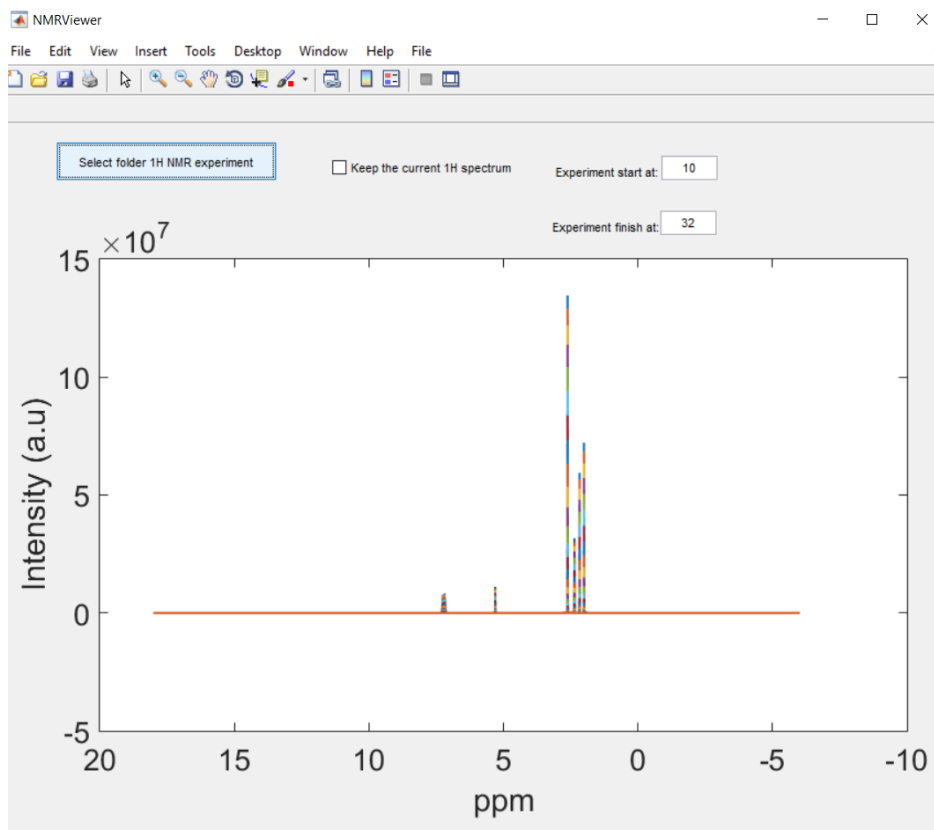 NMRViewer
File Edit View Insert Tools Desktop Window Help File
Select folder 1H NMR experiment
Keep the current 1H spectrum
Experiment start at: 10
Experiment finish at: 32
×10^7
15
10
5
0
-5
20 15 10 5 0 -5 -10
Intensity (a.u)
ppm